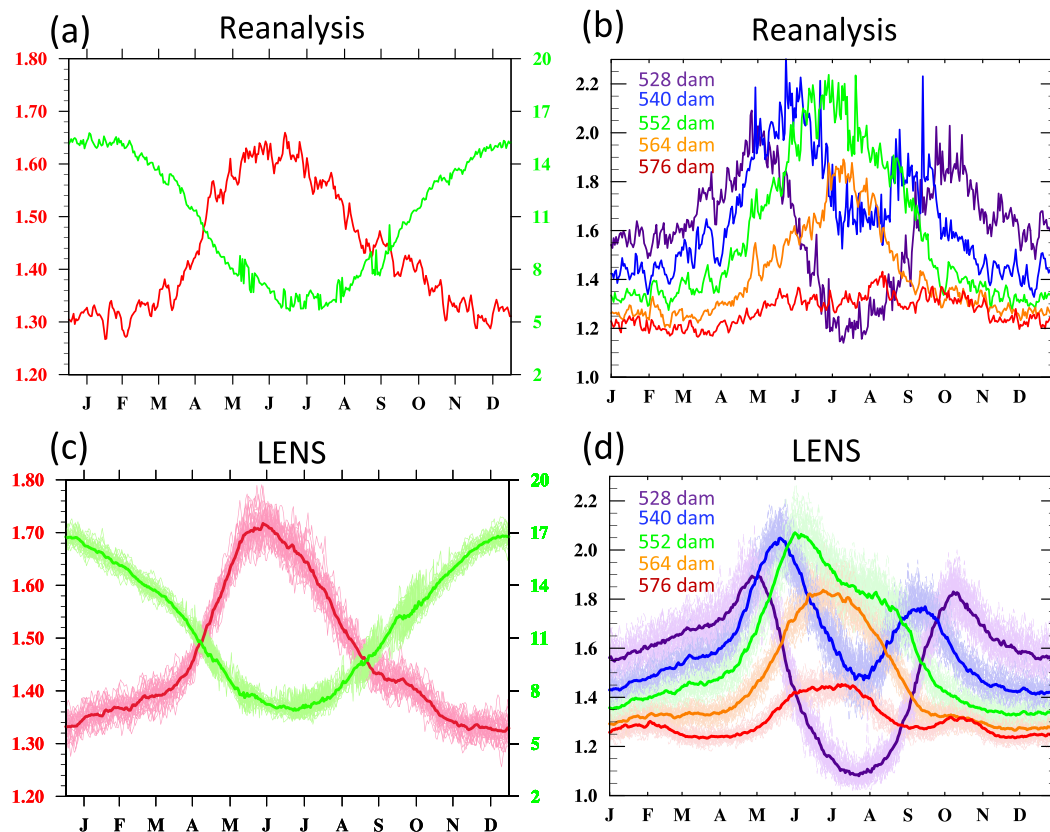 (a) Reanalysis
1.80
1.70
1.60
1.50
1.40
1.30
1.20
20
17
14
11
8
5
2
J F M A M J J A S O N D
(b) Reanalysis
2.2
2.0
1.8
1.6
1.4
1.2
1.0
528 dam
540 dam
552 dam
564 dam
576 dam
J F M A M J J A S O N D
(c) LENS
1.80
1.70
1.60
1.50
1.40
1.30
1.20
20
17
14
11
8
5
2
J F M A M J J A S O N D
(d) LENS
2.2
2.0
1.8
1.6
1.4
1.2
1.0
528 dam
540 dam
552 dam
564 dam
576 dam
J F M A M J J A S O N D